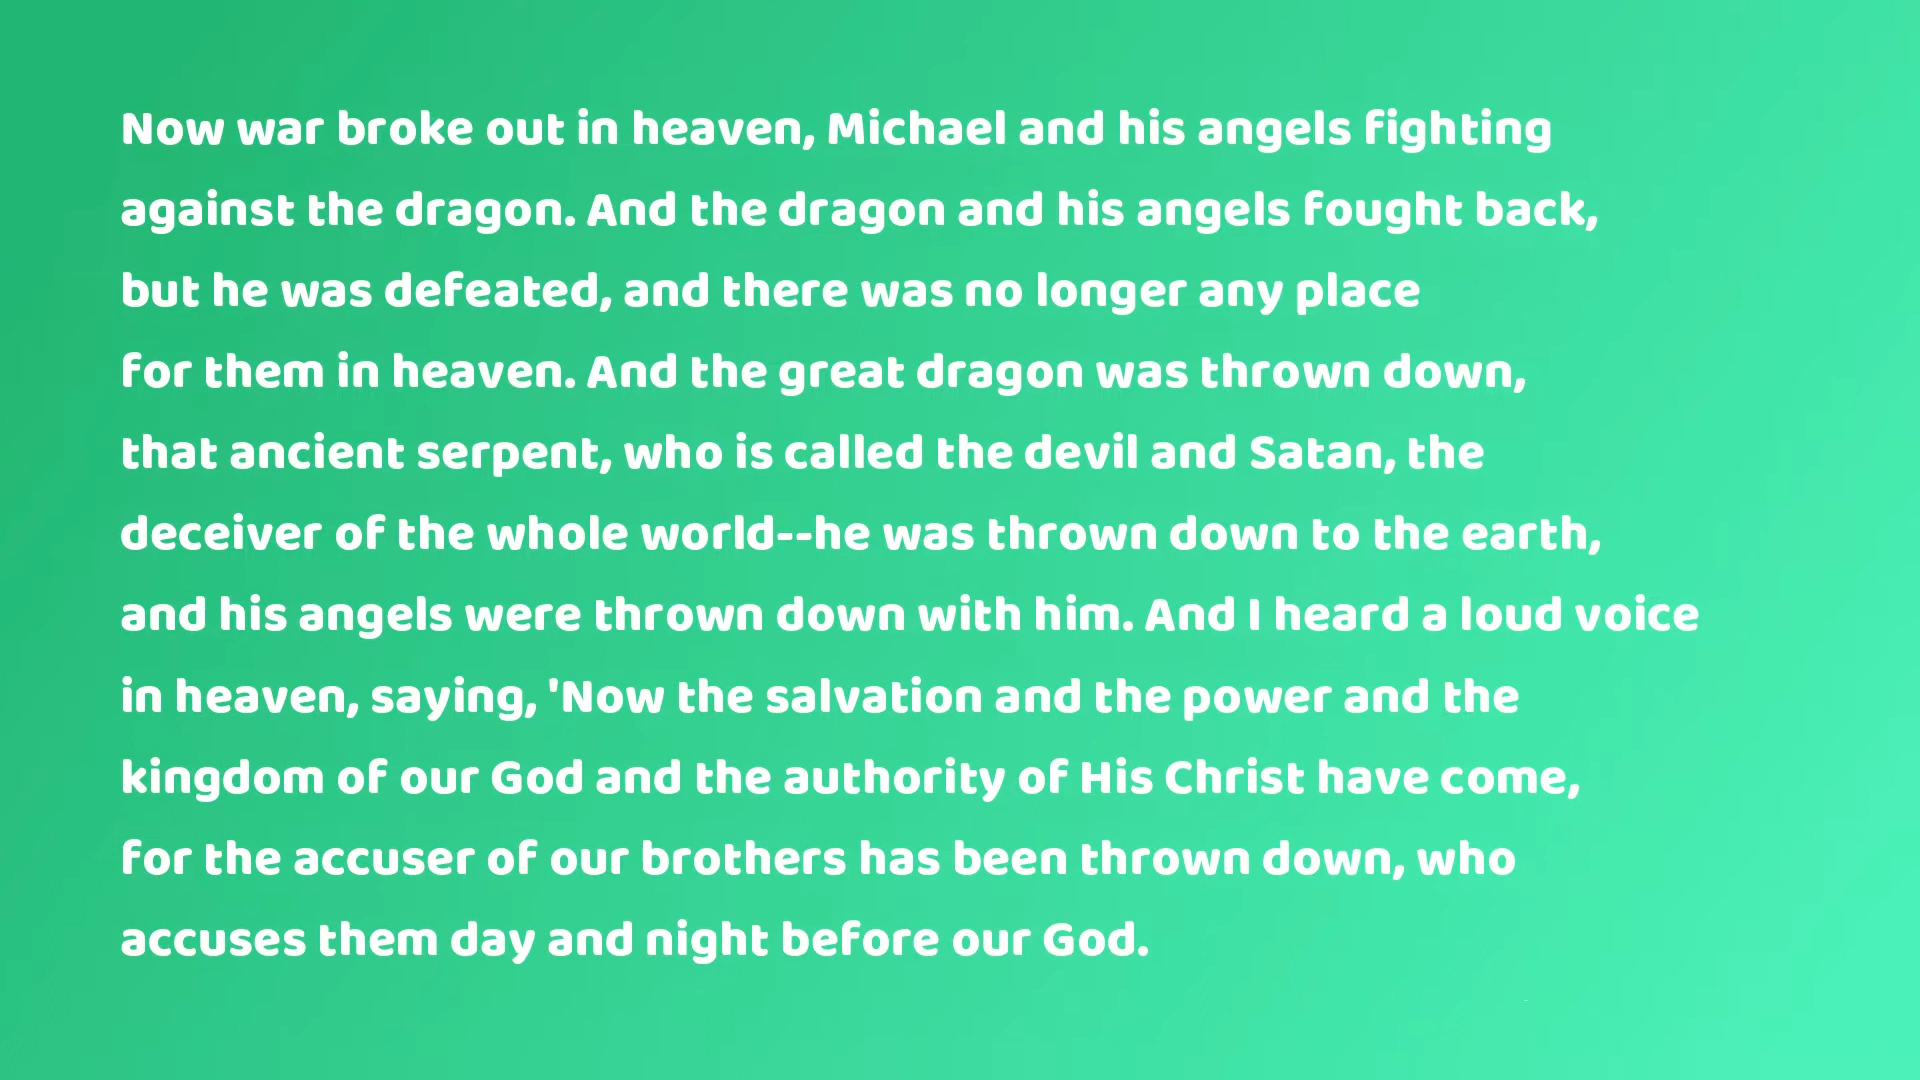 Now war broke out in heaven, Michael and his angels fighting
against the dragon. And the dragon and his angels fought back,
but he was defeated, and there was no longer any place
for them in heaven. And the great dragon was thrown down,
that ancient serpent, who is called the devil and Satan, the
deceiver of the whole world--he was thrown down to the earth,
and his angels were thrown down with him. And I heard a loud voice
in heaven, saying, 'Now the salvation and the power and the
kingdom of our God and the authority of His Christ have come,
for the accuser of our brothers has been thrown down, who
accuses them day and night before our God.